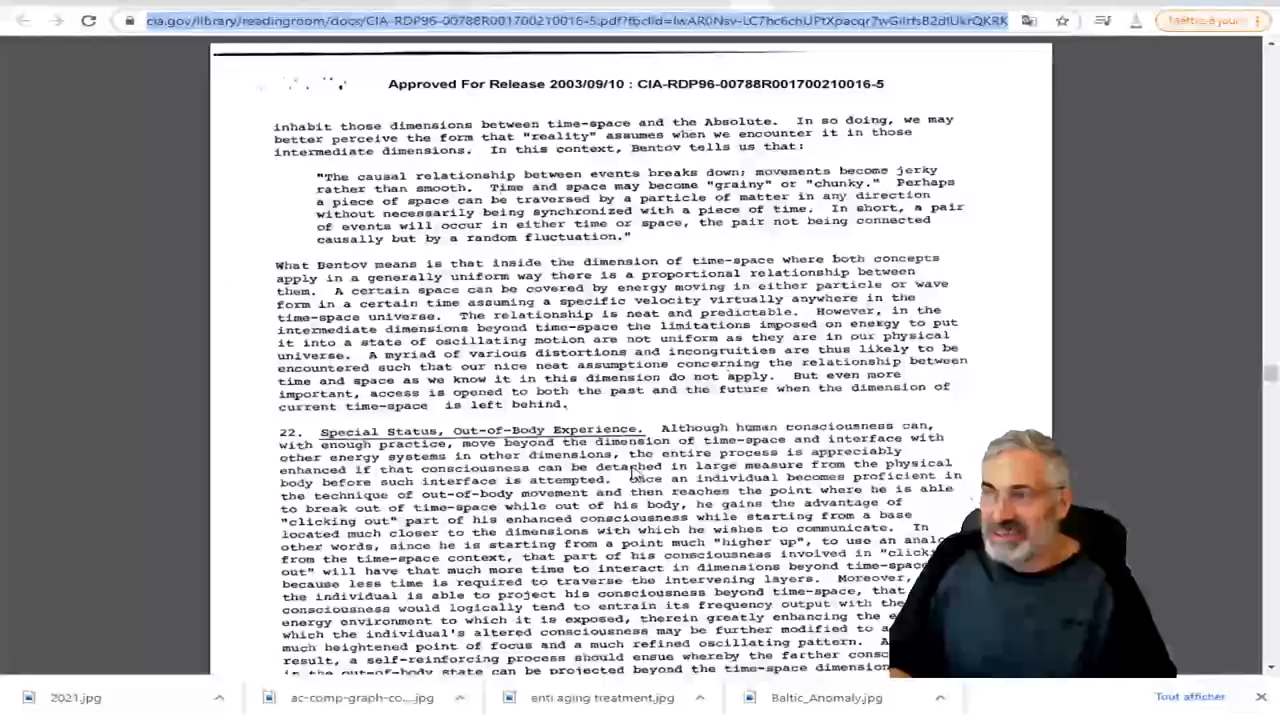 cia.gov/library/readingroom/docs/CIA-RDP96-00788R001700210016-5.pdf?fbclid=
Mettre à jour
Approved For Release 2003/09/10 : CIA-RDP96-00788R001700210016-5
inhabit those dimensions between time-space and the Absolute. In so doing, we may
better perceive the form that "reality" assumes when we encounter it in those
intermediate dimensions. In this context, Bentov tells us that:
"The causal relationship between events breaks down; movements become jerky
rather than smooth. Time and space may become "grainy" or "chunky." Perhaps
a piece of space can be traversed by a particle of matter in any direction
without necessarily being synchronized with a piece of time. In short, a pair
of events will occur in either time or space, the pair not being connected
causally but by a random fluctuation."
What Bentov means is that inside the dimension of time-space where both concepts
apply in a generally uniform way there is a proportional relationship between
them. A certain space can be covered by energy moving in either particle or wave
form in a certain time assuming a specific velocity virtually anywhere in the
time-space universe. The relationship is neat and predictable. However, in the
intermediate dimensions beyond time-space the limitations imposed on energy to put
it into a state of oscillating motion are not uniform as they are in our physical
universe. A myriad of various distortions and incongruities are thus likely to be
encountered such that our nice neat assumptions concerning the relationship between
time and space as we know it in this dimension do not apply. But even more
important, access is opened to both the past and the future when the dimension of
current time-space is left behind.
22. Special Status, Out-of-Body Experience. Although human consciousness can,
with enough practice, move beyond the dimension of time-space and interface with
other energy systems in other dimensions, the entire process is appreciably
enhanced if that consciousness can be detached in large measure from the physical
body before such interface is attempted. Once an individual becomes proficient in
the technique of out-of-body movement and then reaches the point where he is able
to break out of time-space while out of his body, he gains the advantage of
"clicking out" part of his enhanced consciousness while starting from a base
located much closer to the dimensions with which he wishes to communicate. In
other words, since he is starting from a point much "higher up", to use an
from the time-space context, that part of his consciousness involved in
out" will have that much more time to interact in dimensions beyond time-space
because less time is required to traverse the intervening layers. Moreover,
the individual is able to project his consciousness beyond time-space, that
consciousness would logically tend to entrain its frequency output with the
energy environment to which it is exposed, therein greatly enhancing the
which the individual's altered consciousness may be further modified to
much heightened point of focus and a much refined oscillating pattern.
result, a self-reinforcing process should ensue whereby the farther
in the out-of-body state can be projected beyond the time-space
2021.jpg
ac-comp-graph-co....jpg
anti aging treatment.jpg
Baltic_Anomaly.jpg
Tout afficher